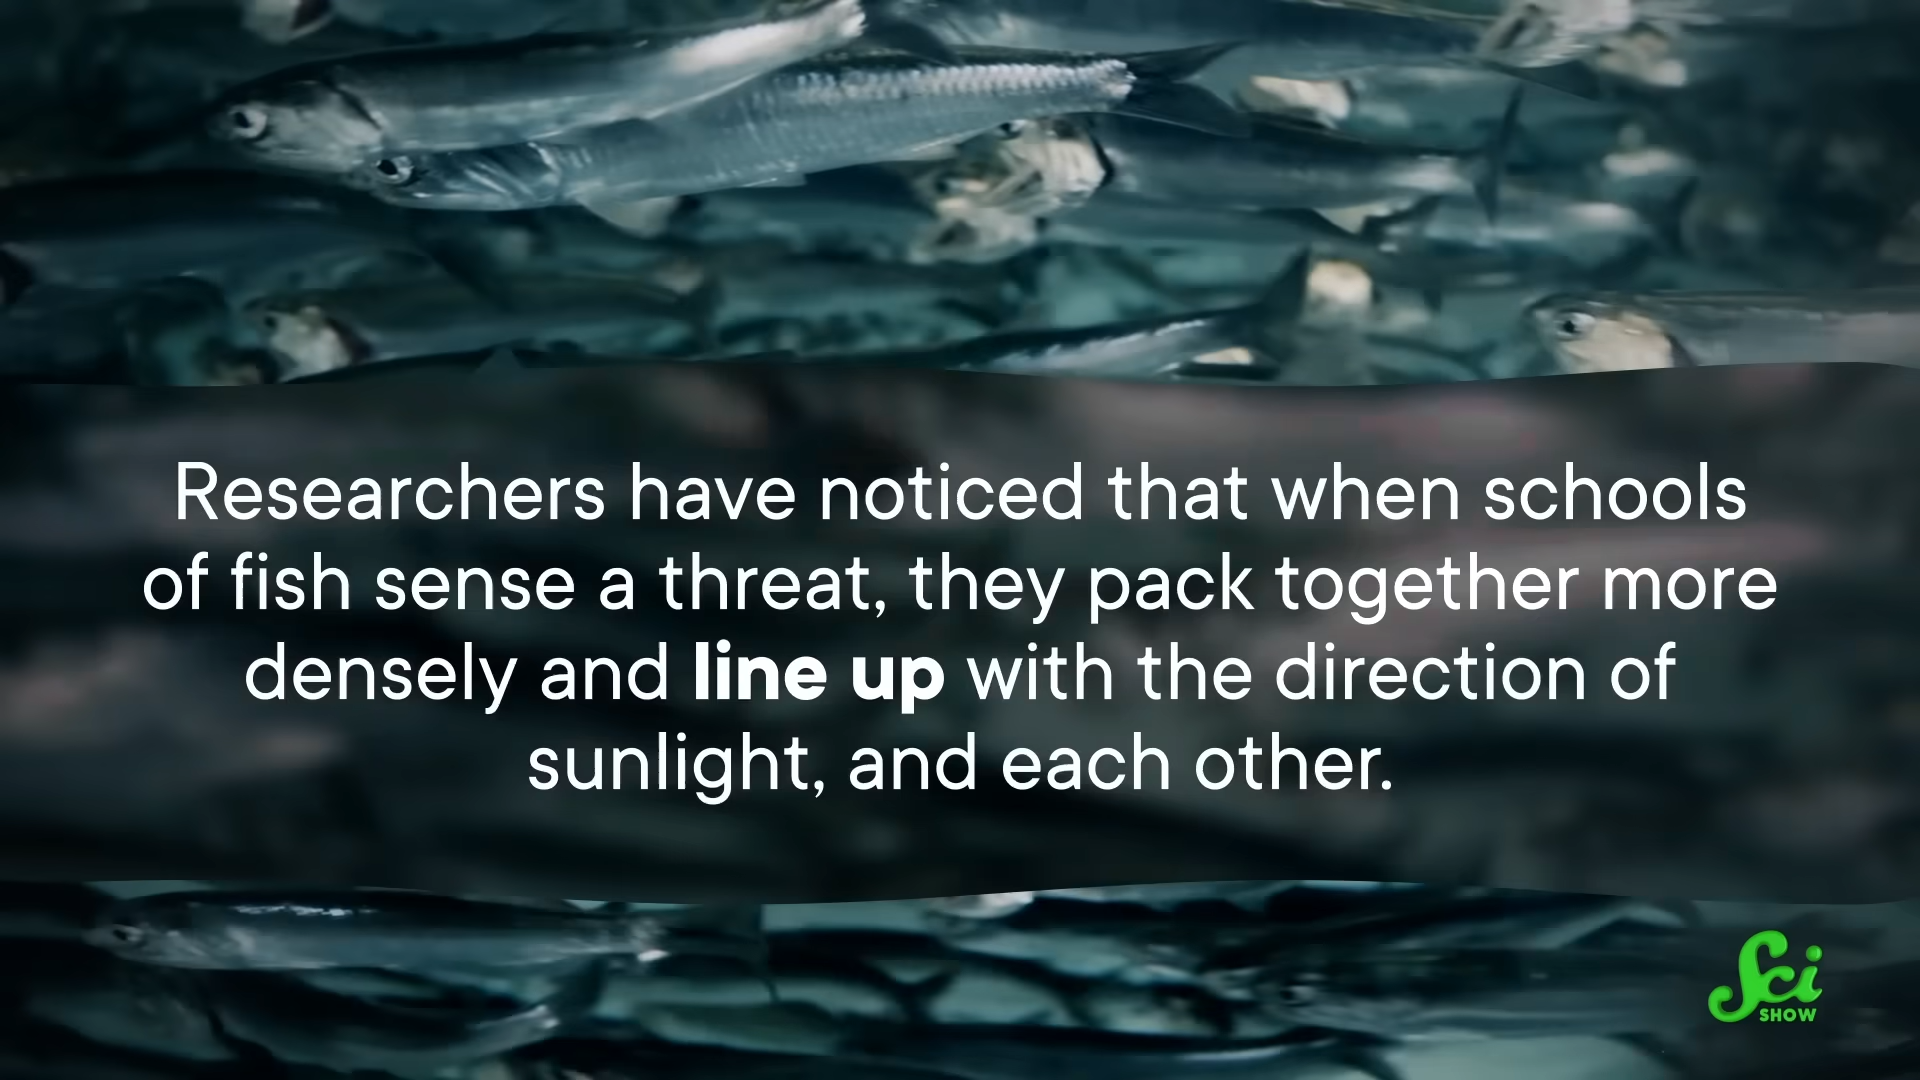 Researchers have noticed that when schools
of fish sense a threat, they pack together more
densely and line up with the direction of
sunlight, and each other.
Sci
SHOW